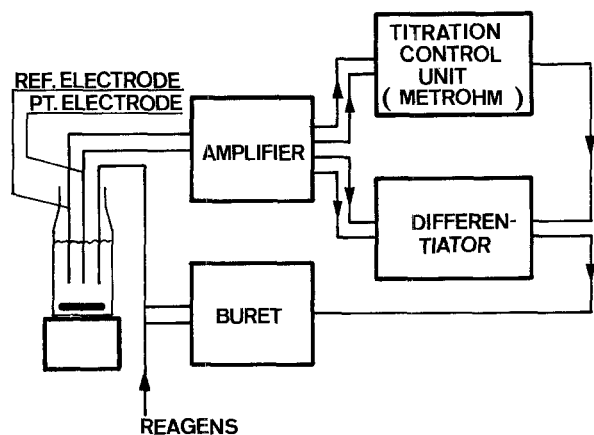 TITRATION
CONTROL
UNIT
( METROHM )
REF. ELECTRODE
PT. ELECTRODE
AMPLIFIER
DIFFEREN-
TIATOR
BURET
REAGENS